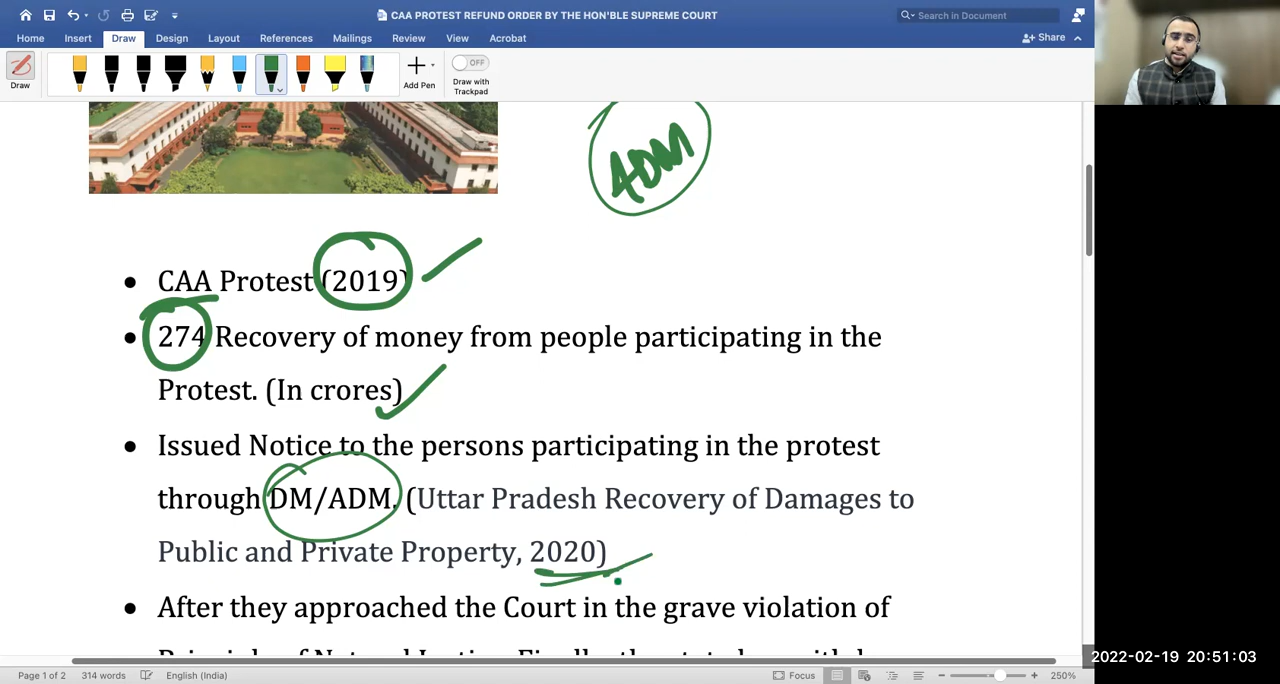 CAA PROTEST REFUND ORDER BY THE HON'BLE SUPREME COURT
Search in Document
Home Insert Draw Design Layout References Mailings Review View Acrobat
Share
OFF
Draw
Add Pen
Draw with
Trackpad
ADM
• CAA Protest (2019)
• 274 Recovery of money from people participating in the
Protest. (In crores)
• Issued Notice to the persons participating in the protest
through DM/ADM. (Uttar Pradesh Recovery of Damages to
Public and Private Property, 2020)
• After they approached the Court in the grave violation of
2022-02-19 20:51:03
Page 1 of 2 314 words English (India) Focus 250%